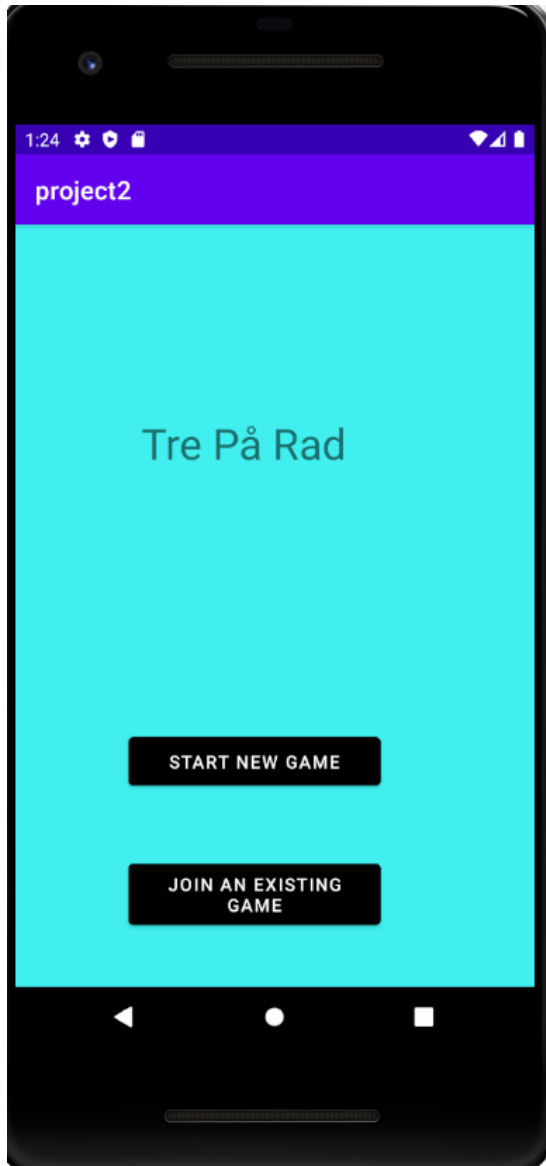 1:24
project2
Tre På Rad
START NEW GAME
JOIN AN EXISTING
GAME